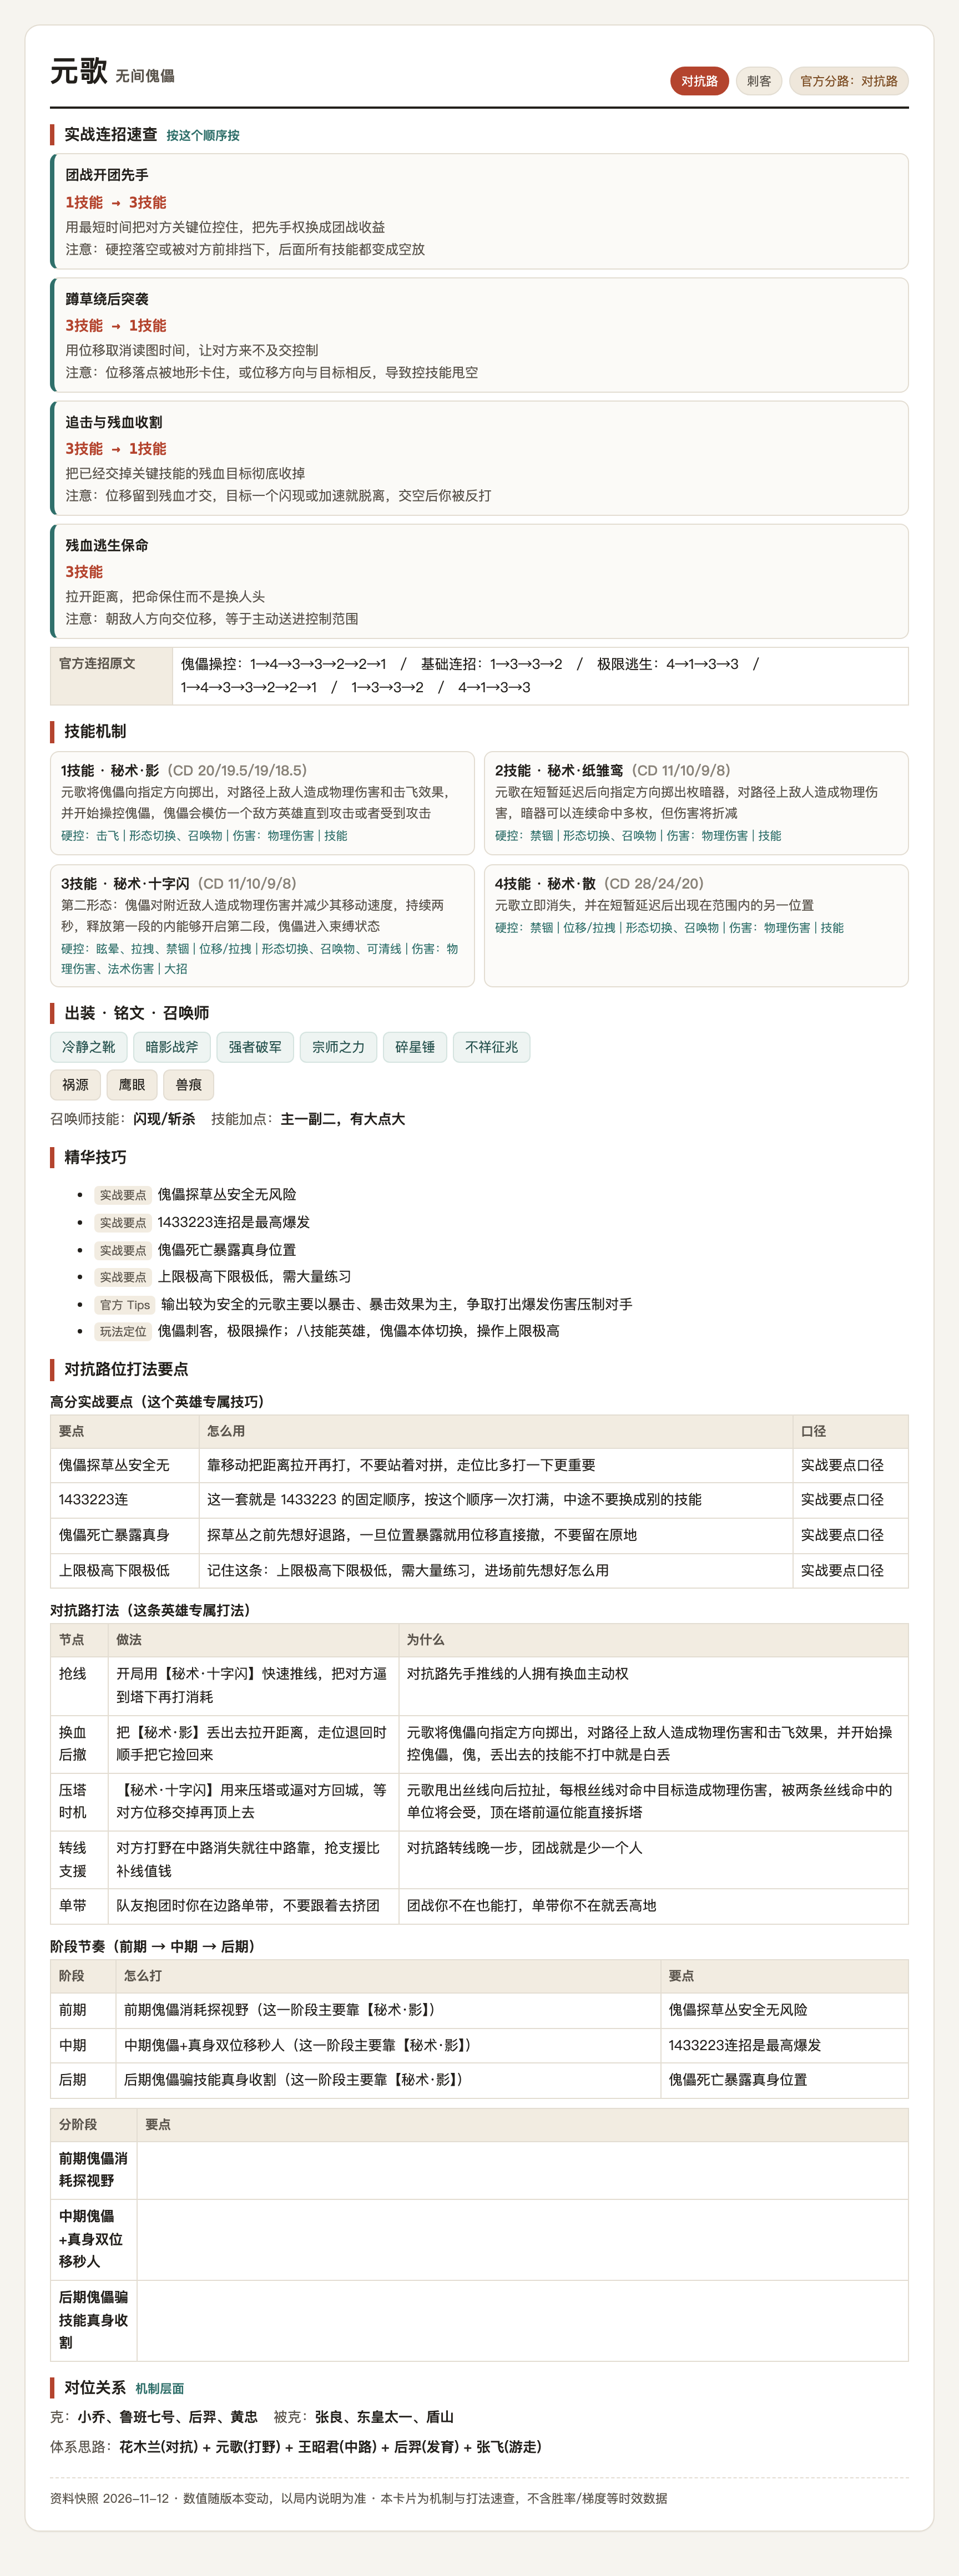 元歌 无间傀儡
对抗路 刺客 官方分路：对抗路
实战连招速查 按这个顺序按
团战开团先手
1技能 → 3技能
用最短时间把对方关键位控住，把先手权换成团战收益
注意：硬控落空或被对方前排挡下，后面所有技能都变成空放
蹲草绕后突袭
3技能 → 1技能
用位移取消读图时间，让对方来不及交控制
注意：位移落点被地形卡住，或位移方向与目标相反，导致控技能甩空
追击与残血收割
3技能 → 1技能
把已经交掉关键技能的残血目标彻底收掉
注意：位移留到残血才交，目标一个闪现或加速就脱离，交空后你被反打
残血逃生保命
3技能
拉开距离，把命保住而不是换人头
注意：朝敌人方向交位移，等于主动送进控制范围
官方连招原文
傀儡操控：1→4→3→3→2→2→1 / 基础连招：1→3→3→2 / 极限逃生：4→1→3→3 /
1→4→3→3→2→2→1 / 1→3→3→2 / 4→1→3→3
技能机制
1技能 · 秘术·影（CD 20/19.5/19/18.5）
元歌将傀儡向指定方向掷出，对路径上敌人造成物理伤害和击飞效果，
并开始操控傀儡，傀儡会模仿一个敌方英雄直到攻击或者受到攻击
硬控：击飞 | 形态切换、召唤物 | 伤害：物理伤害 | 技能
2技能 · 秘术·纸雏鸾（CD 11/10/9/8）
元歌在短暂延迟后向指定方向掷出枚暗器，对路径上敌人造成物理伤
害，暗器可以连续命中多枚，但伤害将折减
硬控：禁锢 | 形态切换、召唤物 | 伤害：物理伤害 | 技能
3技能 · 秘术·十字闪（CD 11/10/9/8）
第二形态：傀儡对附近敌人造成物理伤害并减少其移动速度，持续两
秒，释放第一段的内能够开启第二段，傀儡进入束缚状态
硬控：眩晕、拉拽、禁锢 | 位移/拉拽 | 形态切换、召唤物、可清线 | 伤害：物
理伤害、法术伤害 | 大招
4技能 · 秘术·散（CD 28/24/20）
元歌立即消失，并在短暂延迟后出现在范围内的另一位置
硬控：禁锢 | 位移/拉拽 | 形态切换、召唤物 | 伤害：物理伤害 | 技能
出装 · 铭文 · 召唤师
冷静之靴 暗影战斧 强者破军 宗师之力 碎星锤 不祥征兆
祸源 鹰眼 兽痕
召唤师技能：闪现/斩杀 技能加点：主一副二，有大点大
精华技巧
• 实战要点 傀儡探草丛安全无风险
• 实战要点 1433223连招是最高爆发
• 实战要点 傀儡死亡暴露真身位置
• 实战要点 上限极高下限极低，需大量练习
• 官方 Tips 输出较为安全的元歌主要以暴击、暴击效果为主，争取打出爆发伤害压制对手
• 玩法定位 傀儡刺客，极限操作；八技能英雄，傀儡本体切换，操作上限极高
对抗路位打法要点
高分实战要点（这个英雄专属技巧）
要点 怎么用 口径
傀儡探草丛安全无 靠移动把距离拉开再打，不要站着对拼，走位比多打一下更重要 实战要点口径
1433223连 这一套就是 1433223 的固定顺序，按这个顺序一次打满，中途不要换成别的技能 实战要点口径
傀儡死亡暴露真身 探草丛之前先想好退路，一旦位置暴露就用位移直接撤，不要留在原地 实战要点口径
上限极高下限极低 记住这条：上限极高下限极低，需大量练习，进场前先想好怎么用 实战要点口径
对抗路打法（这条英雄专属打法）
节点 做法 为什么
抢线 开局用【秘术·十字闪】快速推线，把对方逼 对抗路先手推线的人拥有换血主动权
到塔下再打消耗
换血 把【秘术·影】丢出去拉开距离，走位退回时 元歌将傀儡向指定方向掷出，对路径上敌人造成物理伤害和击飞效果，并开始操
后撤 顺手把它捡回来 控傀儡，傀，丢出去的技能不打中就是白丢
压塔 【秘术·十字闪】用来压塔或逼对方回城，等 元歌甩出丝线向后拉扯，每根丝线对命中目标造成物理伤害，被两条丝线命中的
时机 对方位移交掉再顶上去 单位将会受，顶在塔前逼位能直接拆塔
转线 对方打野在中路消失就往中路靠，抢支援比 对抗路转线晚一步，团战就是少一个人
支援 补线值钱
单带 队友抱团时你在边路单带，不要跟着去挤团 团战你不在也能打，单带你不在就丢高地
阶段节奏（前期 → 中期 → 后期）
阶段 怎么打 要点
前期 前期傀儡消耗探视野（这一阶段主要靠【秘术·影】） 傀儡探草丛安全无风险
中期 中期傀儡+真身双位移秒人（这一阶段主要靠【秘术·影】） 1433223连招是最高爆发
后期 后期傀儡骗技能真身收割（这一阶段主要靠【秘术·影】） 傀儡死亡暴露真身位置
分阶段 要点
前期傀儡消
耗探视野
中期傀儡
+真身双位
移秒人
后期傀儡骗
技能真身收
割
对位关系 机制层面
克：小乔、鲁班七号、后羿、黄忠 被克：张良、东皇太一、盾山
体系思路：花木兰(对抗) + 元歌(打野) + 王昭君(中路) + 后羿(发育) + 张飞(游走)
资料快照 2026-11-12 · 数值随版本变动，以局内说明为准 · 本卡片为机制与打法速查，不含胜率/梯度等时效数据